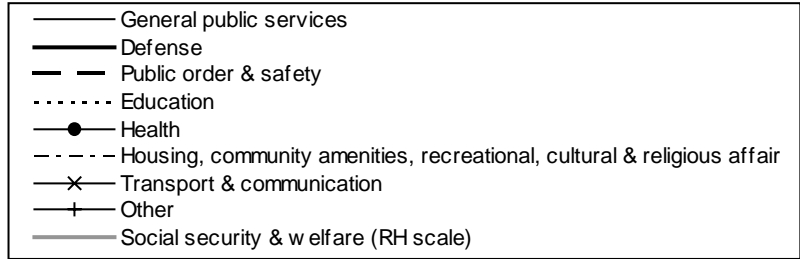 General public services
Defense
Public order & safety
Education
Health
Housing, community amenities, recreational, cultural & religious affair
Transport & communication
Other
Social security & welfare (RH scale)